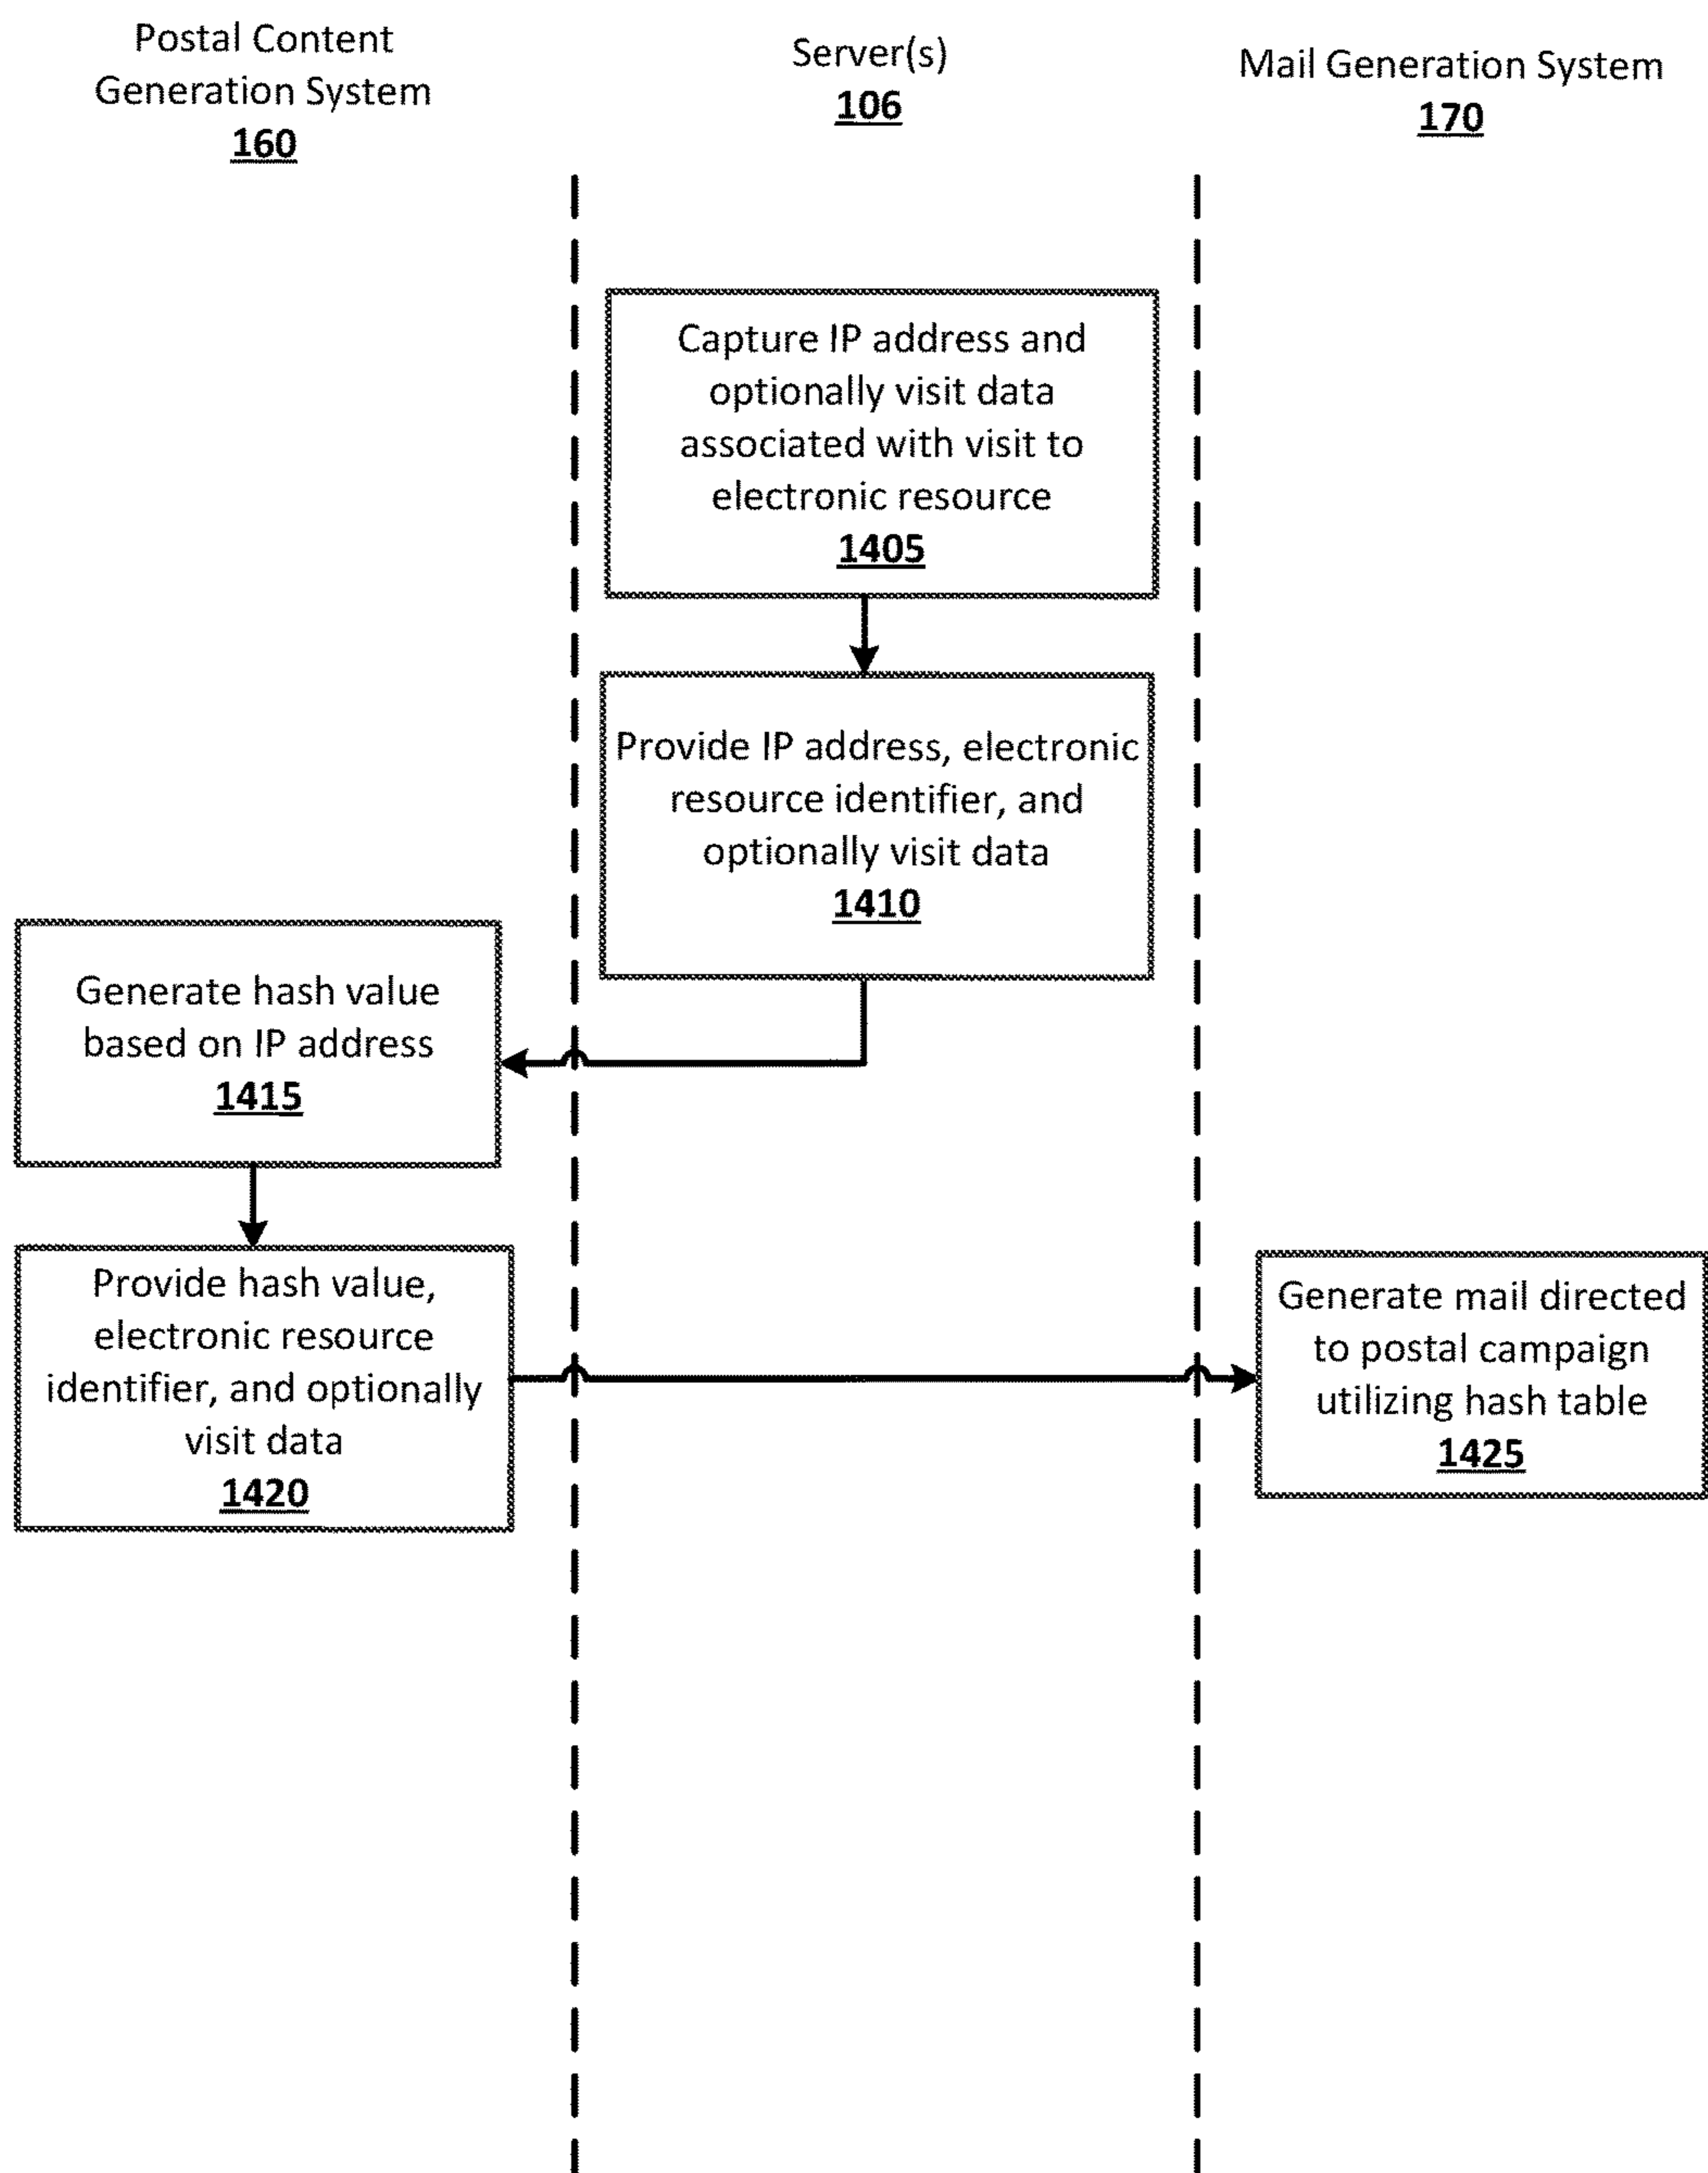 Postal Content
Generation System
160
Server(s)
106
Mail Generation System
170
Capture IP address and
optionally visit data
associated with visit to
electronic resource
1405
Provide IP address, electronic
resource identifier, and
optionally visit data
1410
Generate hash value
based on IP address
1415
Provide hash value,
electronic resource
identifier, and optionally
visit data
1420
Generate mail directed
to postal campaign
utilizing hash table
1425